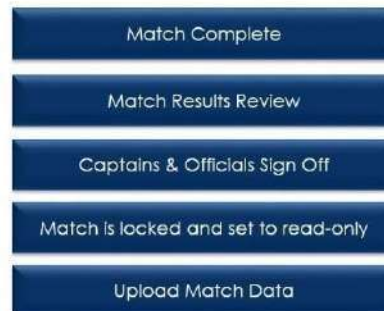 Match Complete
Match Results Review
Captains & Officials Sign Off
Match is locked and set to read-only
Upload Match Data